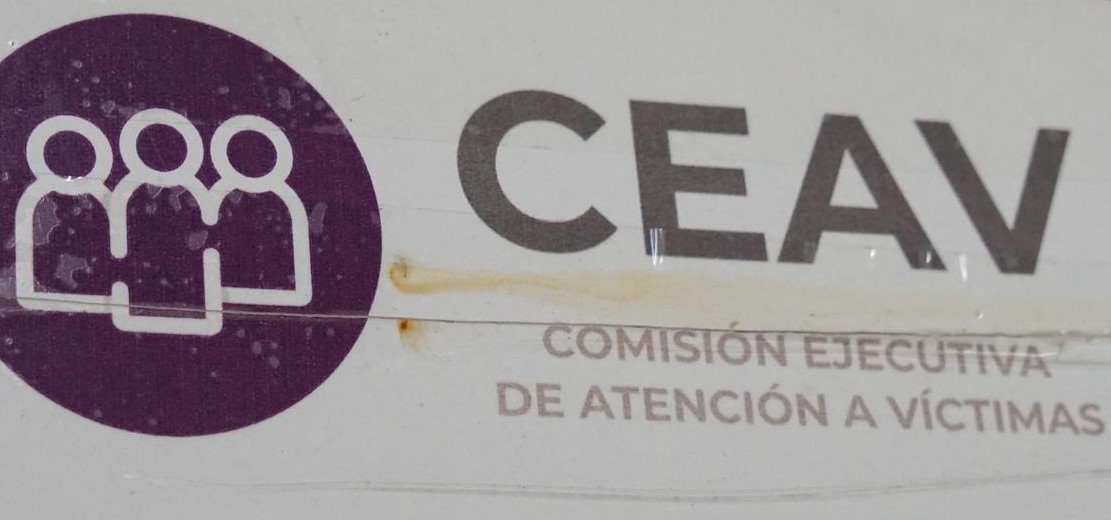 CEAV
COMISIÓN EJECUTIVA
DE ATENCIÓN A VÍCTIMAS